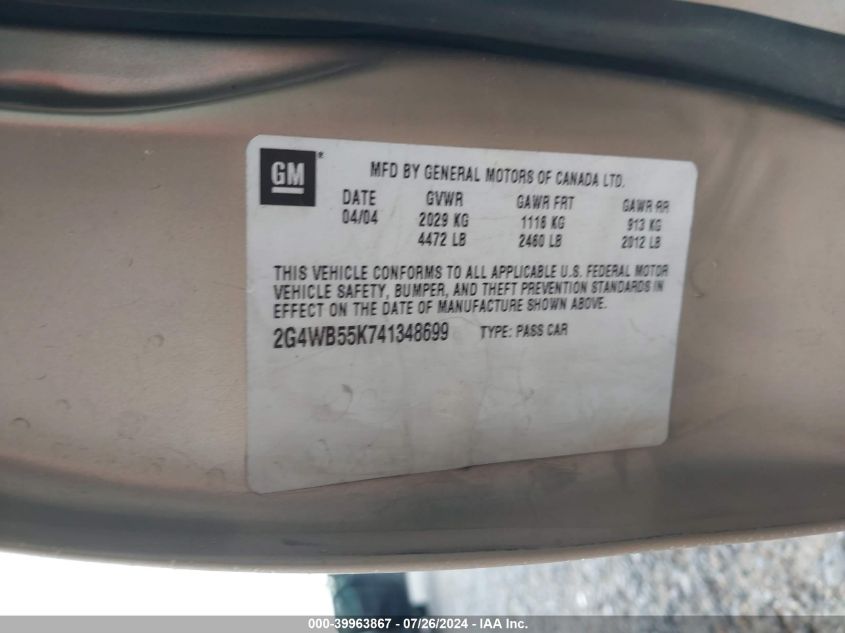 GM
MFD BY GENERAL MOTORS OF CANADA LTD.
DATE GVWR GAWR FRT GAWR RR
04/04 2029 KG 1116 KG 913 KG
4472 LB 2460 LB 2012 LB
THIS VEHICLE CONFORMS TO ALL APPLICABLE U.S. FEDERAL MOTOR
VEHICLE SAFETY, BUMPER, AND THEFT PREVENTION STANDARDS IN
EFFECT ON THE DATE OF MANUFACTURE SHOWN ABOVE.
2G4WB55K741348699 TYPE: PASS CAR
000-39963867 - 07/26/2024 - IAA Inc.